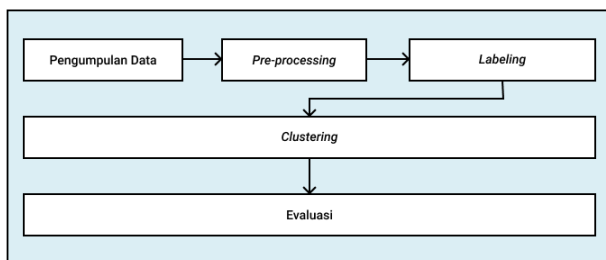 Pengumpulan Data
Pre-processing
Labeling
Clustering
Evaluasi